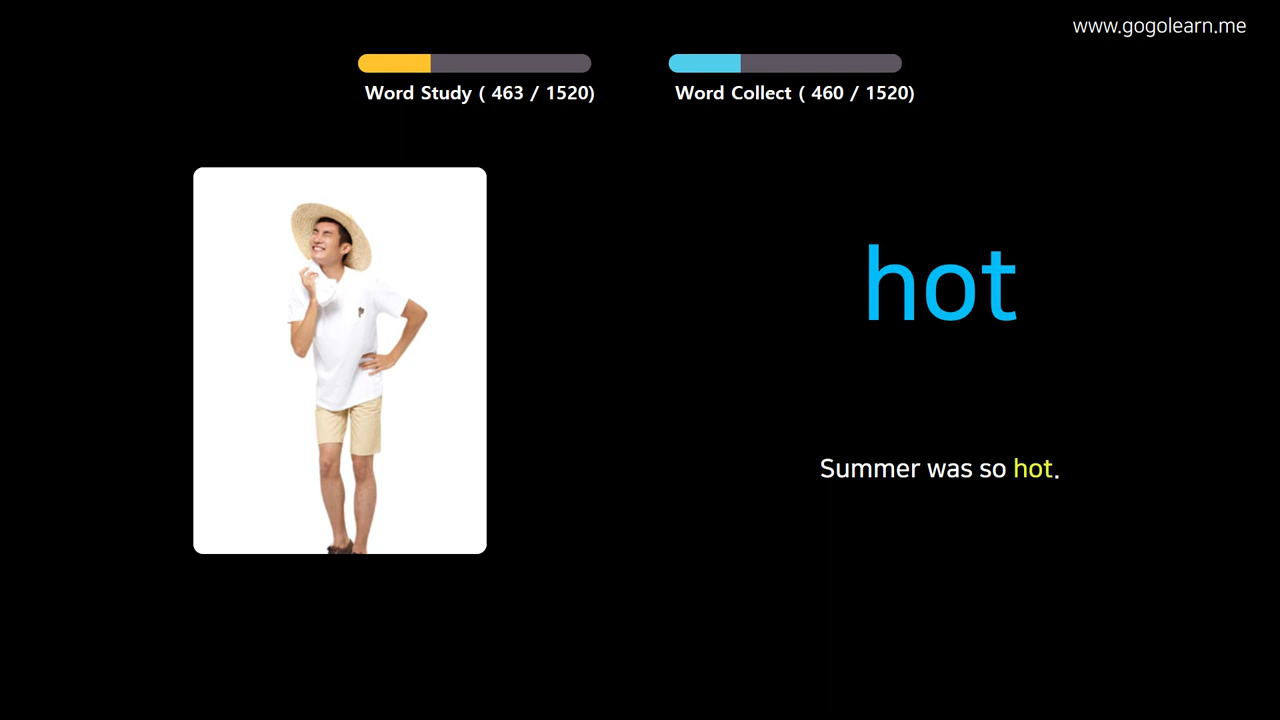 www.gogolearn.me
Word Study ( 463 / 1520)
Word Collect ( 460 / 1520)
hot
Summer was so hot.